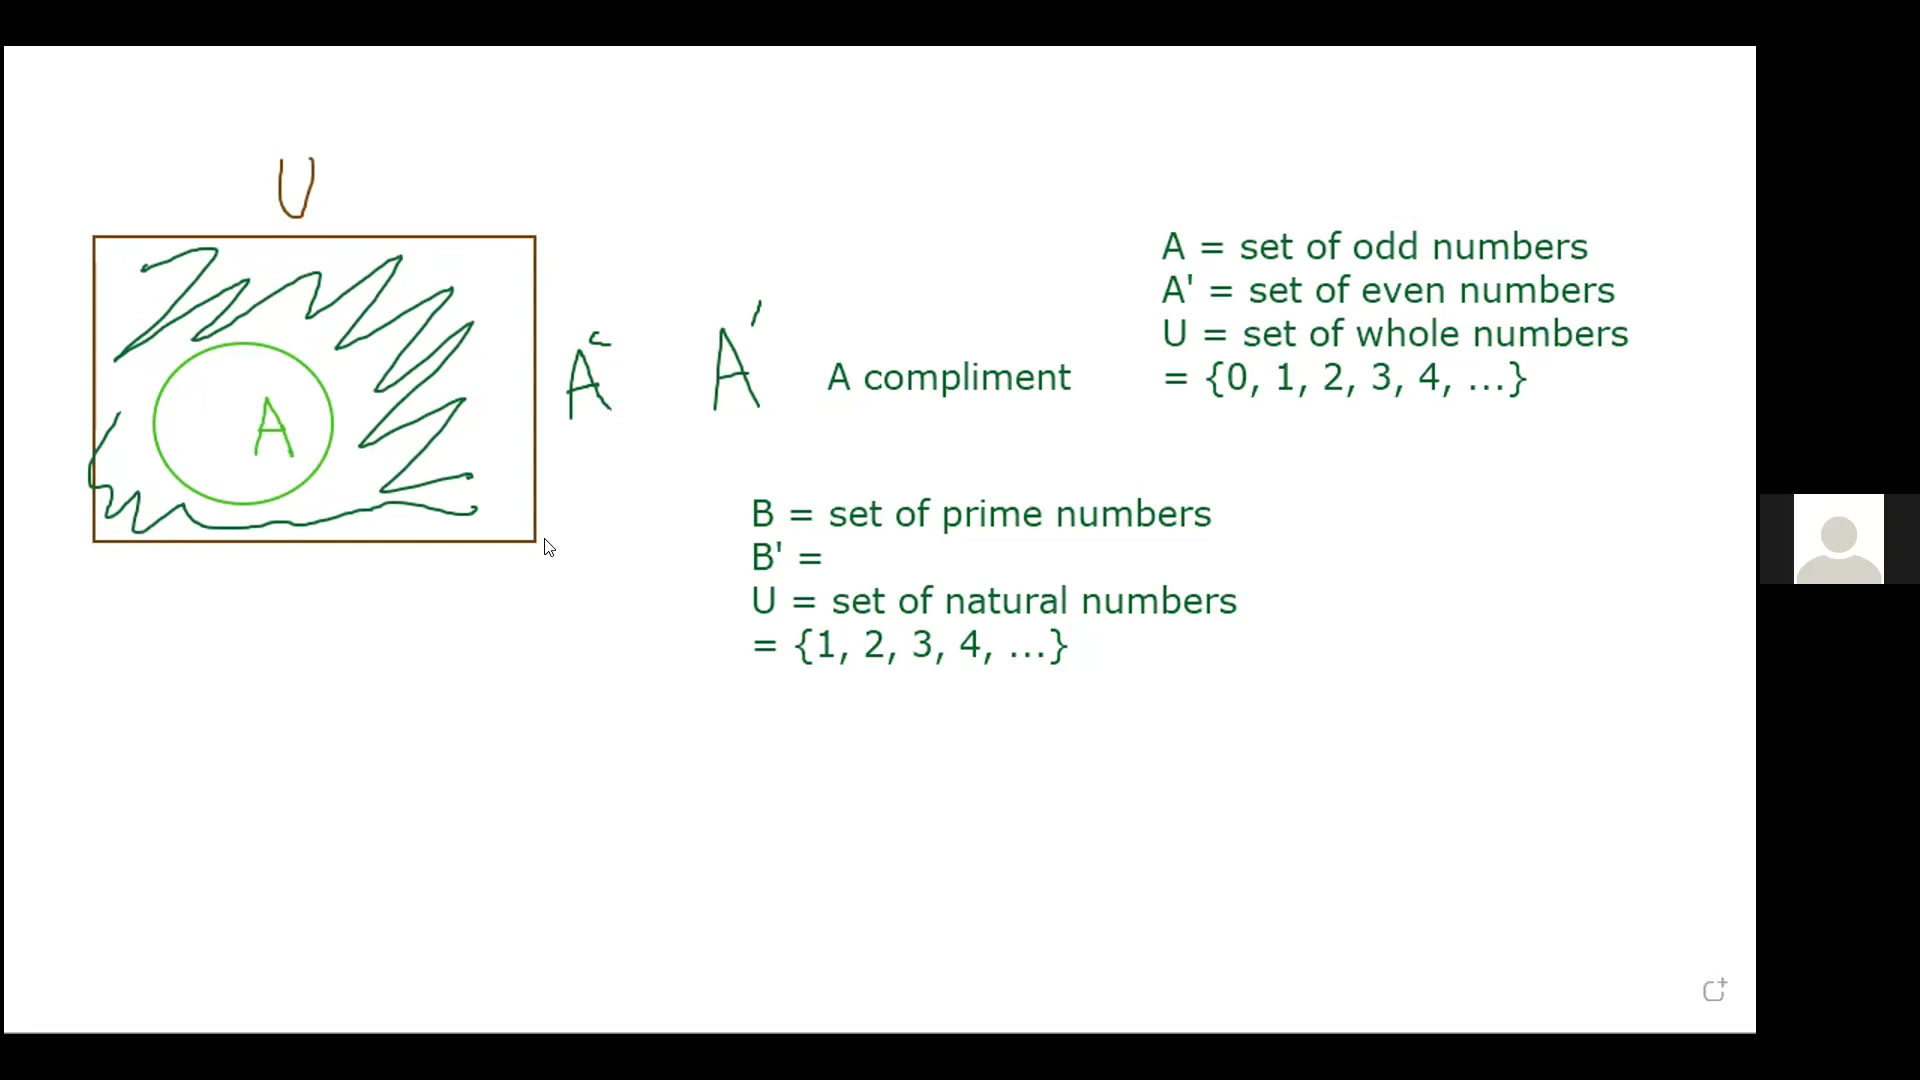 U
A
Aᶜ
A'
A compliment
A = set of odd numbers
A' = set of even numbers
U = set of whole numbers
= {0, 1, 2, 3, 4, ...}
B = set of prime numbers
B' =
U = set of natural numbers
= {1, 2, 3, 4, ...}